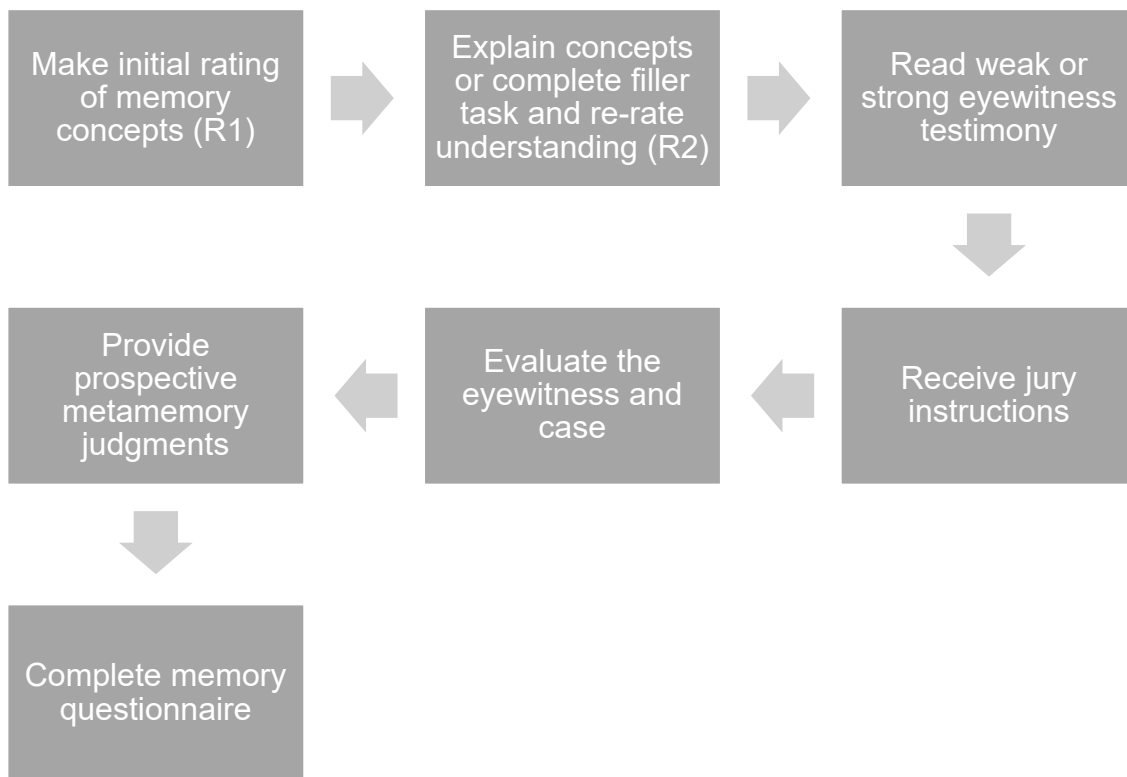 Make initial rating
of memory
concepts (R1)
Explain concepts
or complete filler
task and re-rate
understanding (R2)
Read weak or
strong eyewitness
testimony
Receive jury
instructions
Evaluate the
eyewitness and
case
Provide
prospective
metamemory
judgments
Complete memory
questionnaire